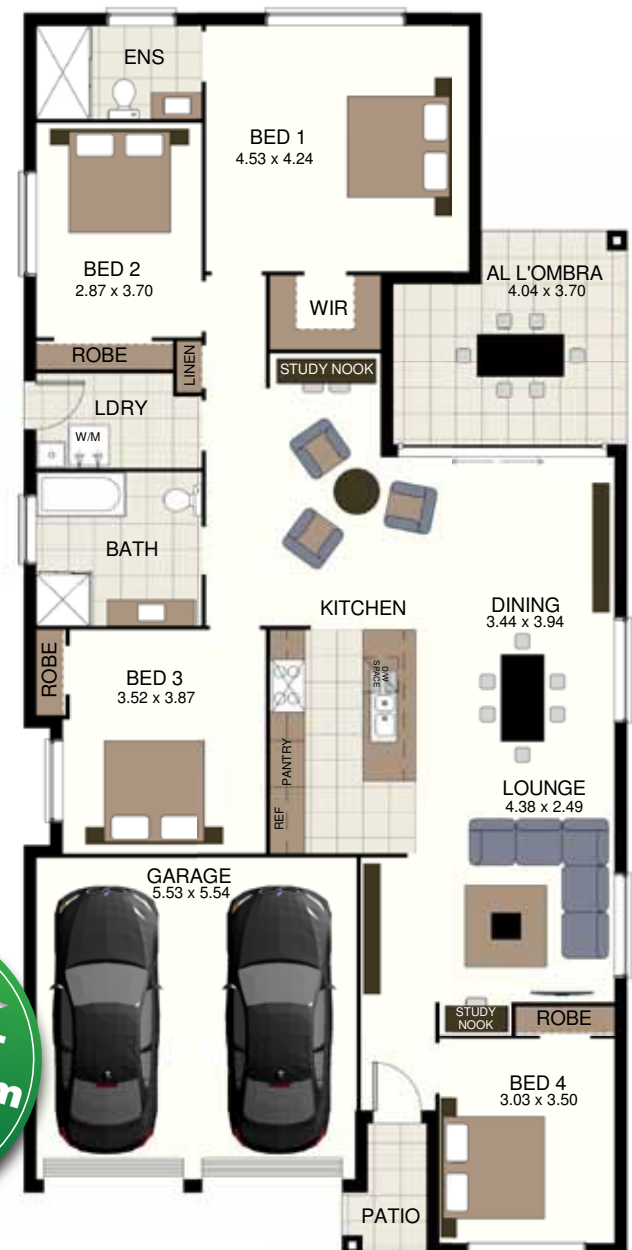 ENS
BED 1
4.53 x 4.24
BED 2
2.87 x 3.70
WIR
AL L'OMBRA
4.04 x 3.70
ROBE
LINEN
STUDY NOOK
LDRY
W/M
BATH
KITCHEN
DINING
3.44 x 3.94
ROBE
BED 3
3.52 x 3.87
D/W
SPACE
PANTRY
REF
LOUNGE
4.38 x 2.49
GARAGE
5.53 x 5.54
STUDY
NOOK
ROBE
BED 4
3.03 x 3.50
PATIO